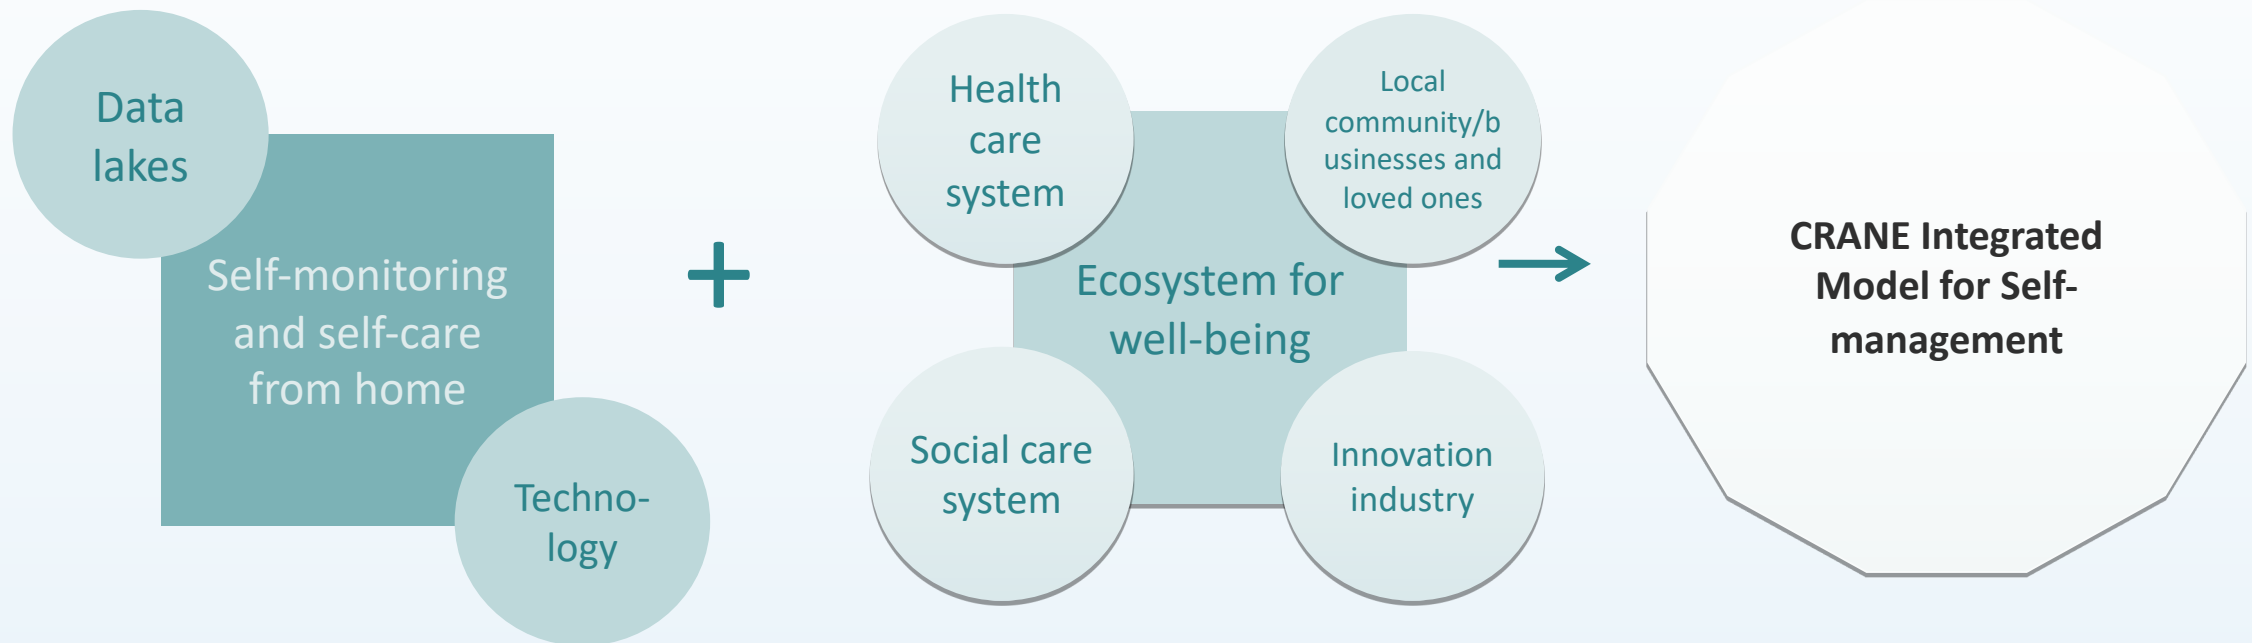 Data
lakes
Self-monitoring
and self-care
from home
Techno-
logy
+
Health
care
system
Local
community/b
usinesses and
loved ones
Ecosystem for
well-being
Social care
system
Innovation
industry
CRANE Integrated
Model for Self-
management